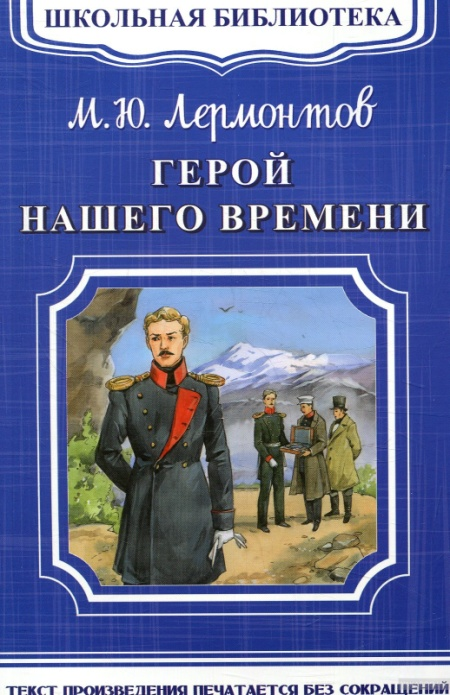 ШКОЛЬНАЯ БИБЛИОТЕКА
М. Ю. Лермонтов
ГЕРОЙ
НАШЕГО ВРЕМЕНИ
ТЕКСТ ПРОИЗВЕДЕНИЯ ПЕЧАТАЕТСЯ БЕЗ СОКРАЩЕНИЙ